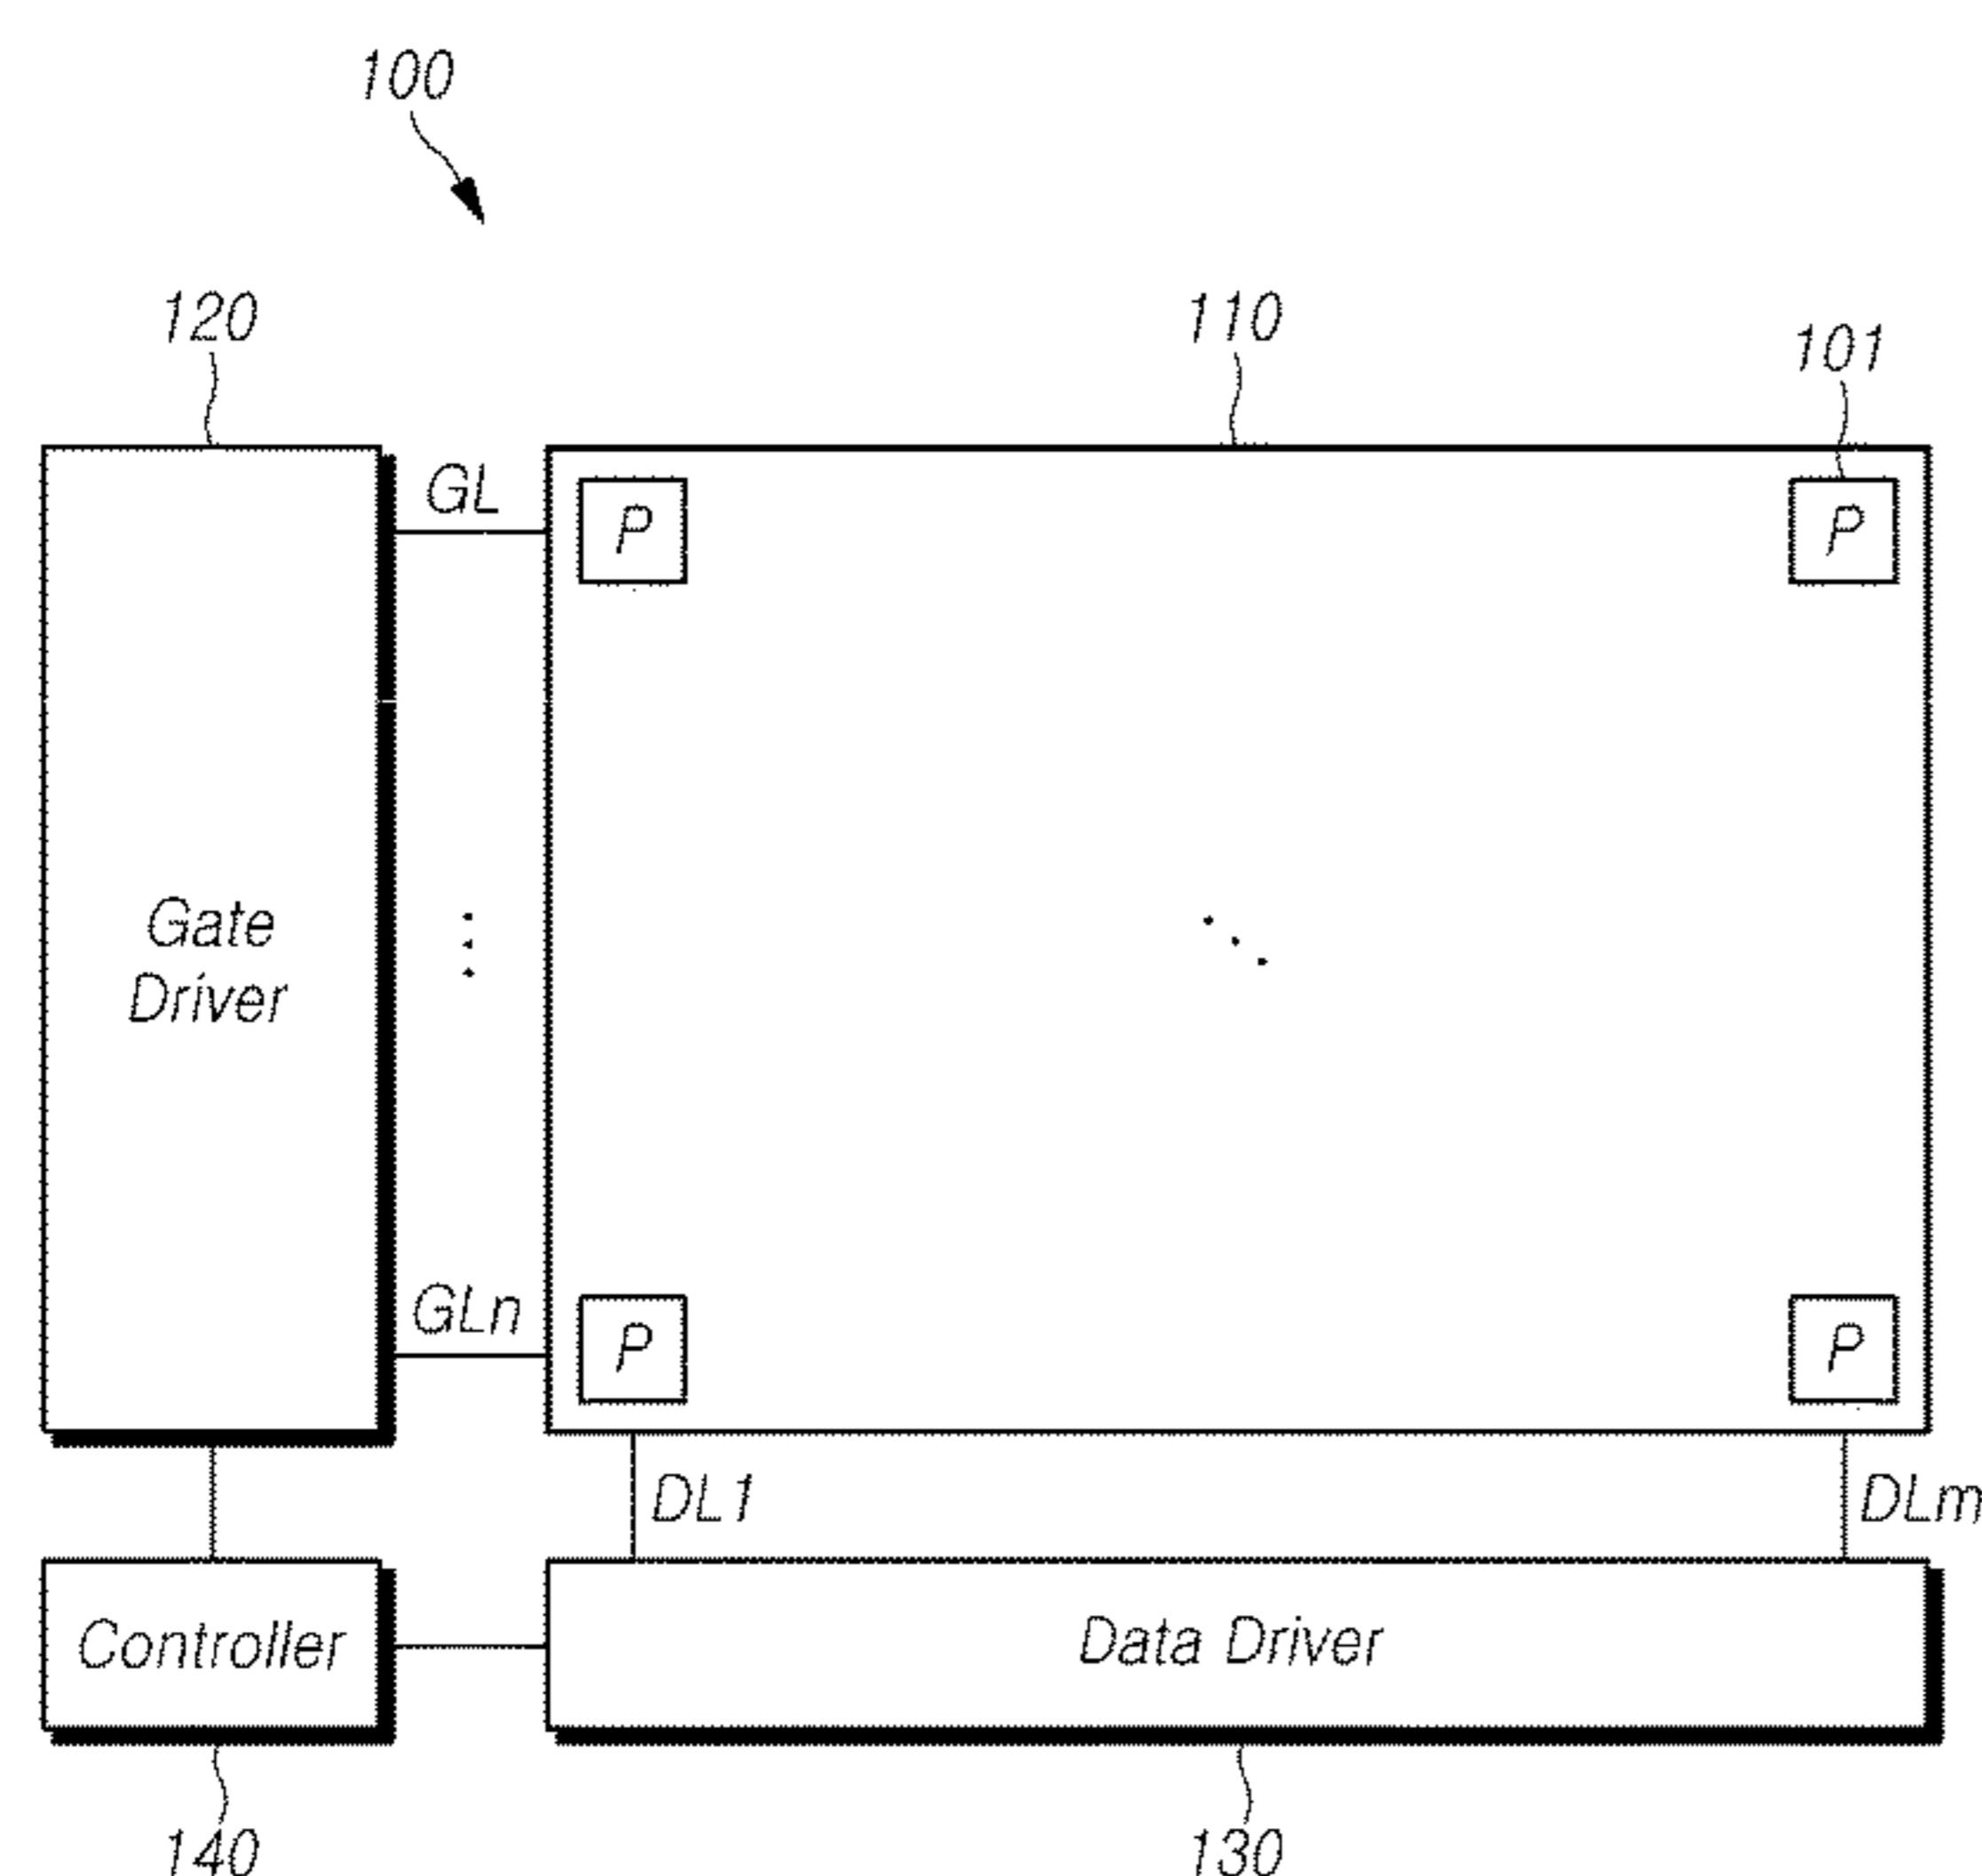 100
120
110
101
GL
P
P
Gate
Driver
GLn
P
P
DL1
DLm
Controller
Data Driver
140
130